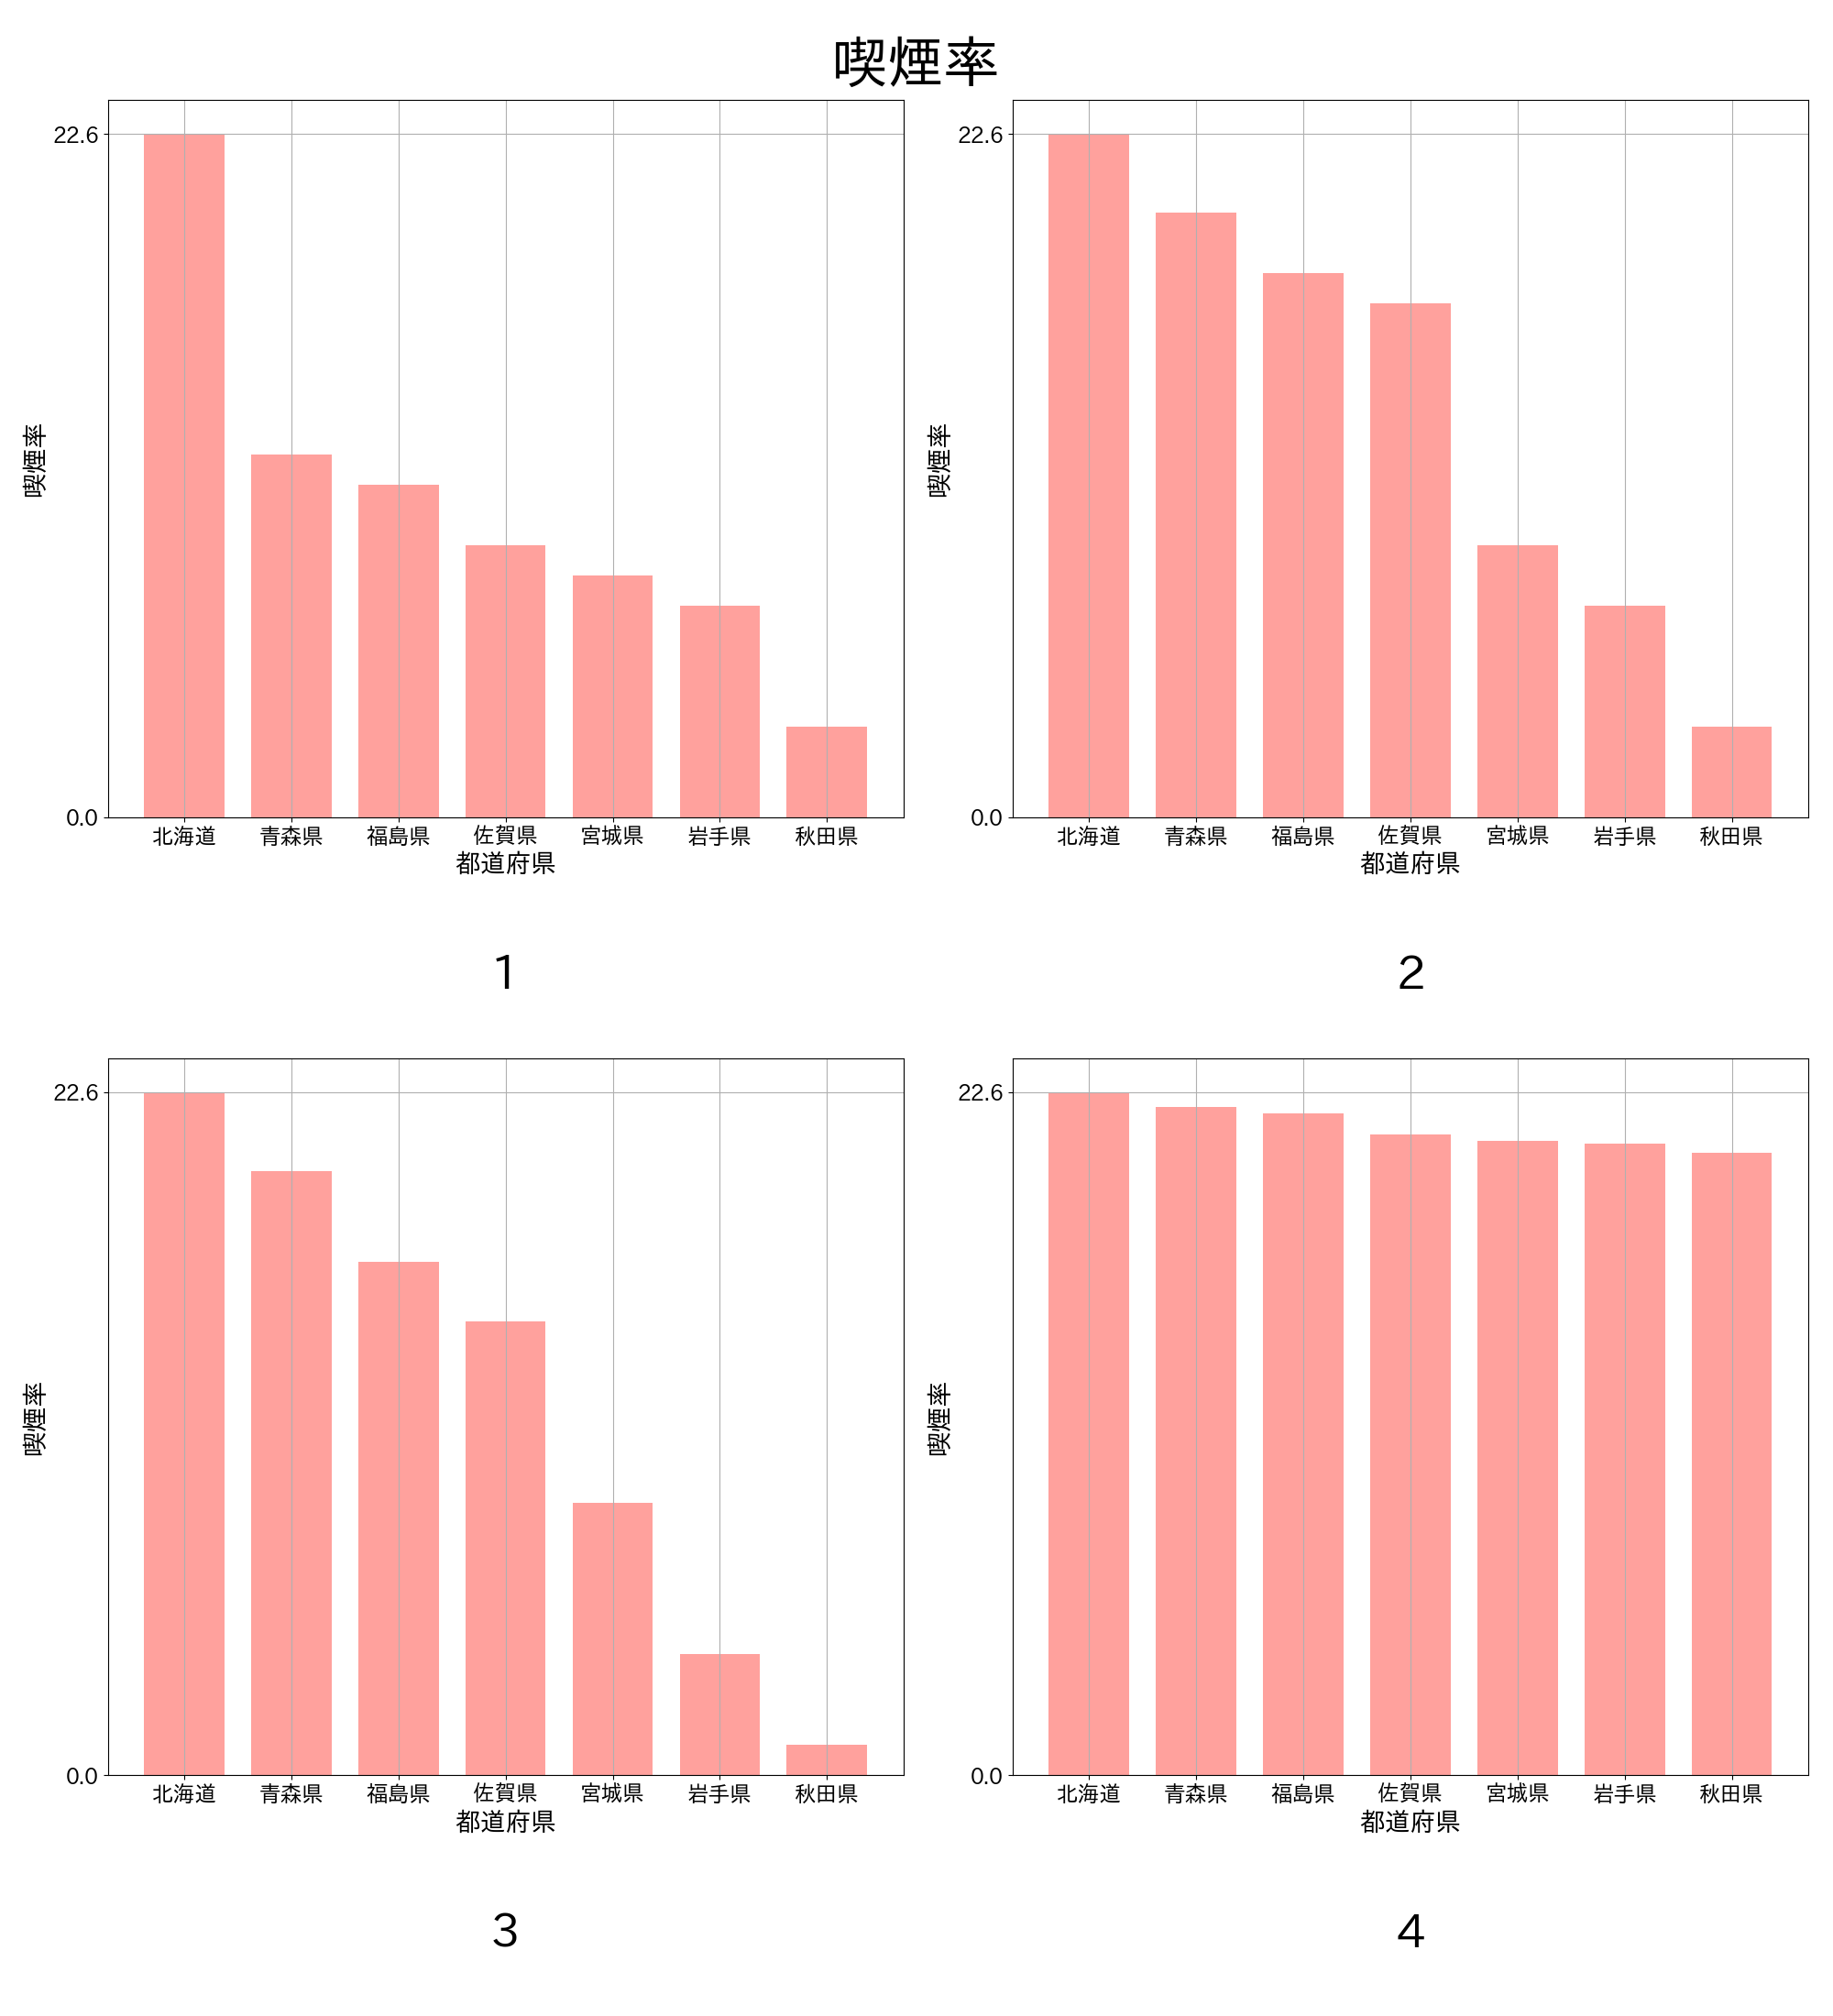 喫煙率
22.6
0.0
喫煙率
北海道 青森県 福島県 佐賀県 宮城県 岩手県 秋田県
都道府県
1
22.6
0.0
喫煙率
北海道 青森県 福島県 佐賀県 宮城県 岩手県 秋田県
都道府県
2
22.6
0.0
喫煙率
北海道 青森県 福島県 佐賀県 宮城県 岩手県 秋田県
都道府県
3
22.6
0.0
喫煙率
北海道 青森県 福島県 佐賀県 宮城県 岩手県 秋田県
都道府県
4